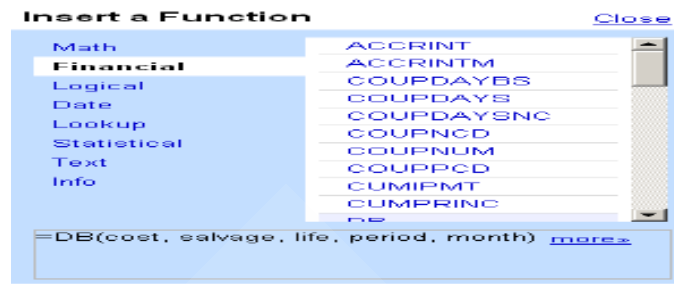 Insert a Function
Close
Math
Financial
Logical
Date
Lookup
Statistical
Text
Info
ACCRINT
ACCRINTM
COUPDAYBS
COUPDAYS
COUPDAYSNC
COUPNCD
COUPNUM
COUPPCD
CUMIPMT
CUMPRINC
DB
=DB(cost, salvage, life, period, month) more»